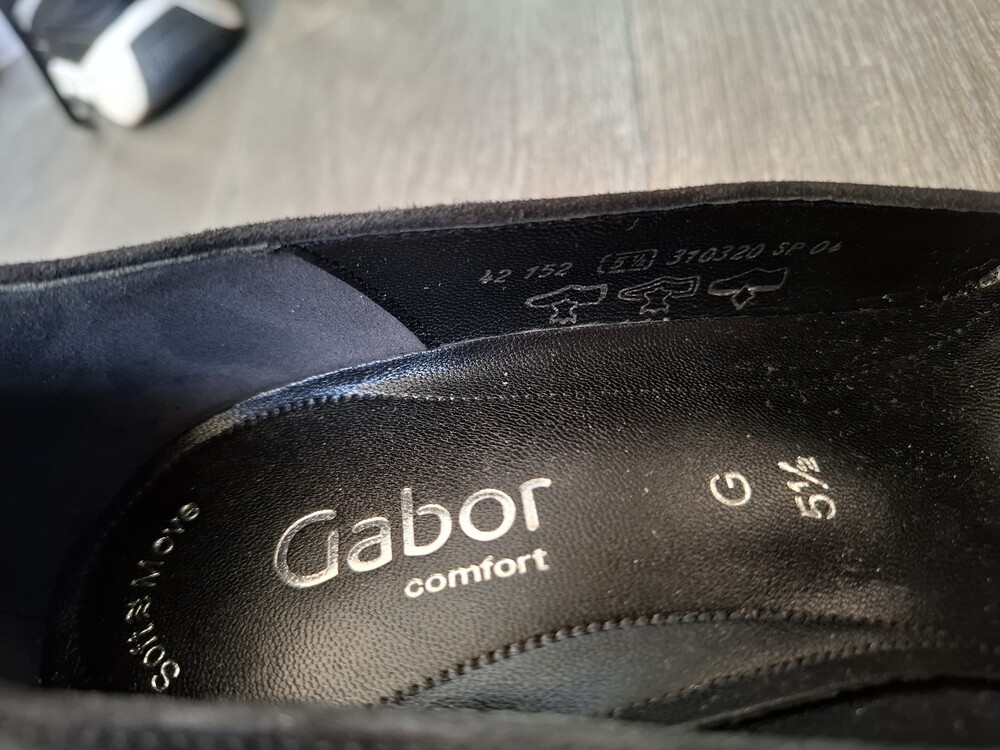 42 152 5½ 310320 SP 04
Gabor
comfort
G
5½
Soft & Move